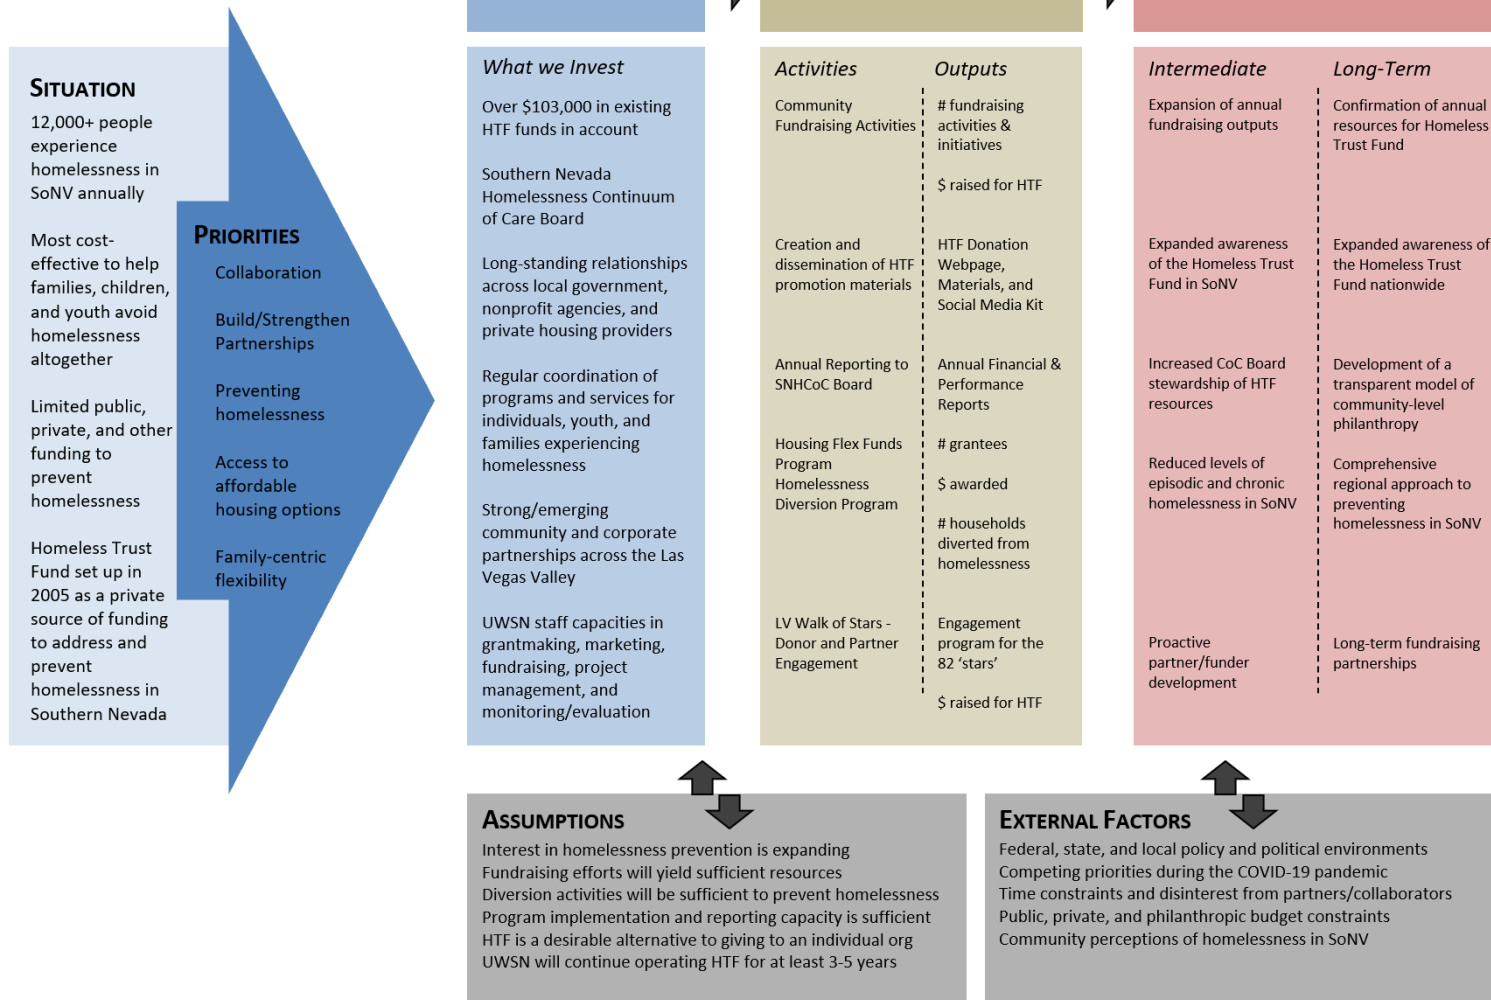 SITUATION
12,000+ people
experience
homelessness in
SoNV annually
Most cost-
effective to help
families, children,
and youth avoid
homelessness
altogether
Limited public,
private, and other
funding to
prevent
homelessness
Homeless Trust
Fund set up in
2005 as a private
source of funding
to address and
prevent
homelessness in
Southern Nevada
PRIORITIES
Collaboration
Build/Strengthen
Partnerships
Preventing
homelessness
Access to
affordable
housing options
Family-centric
flexibility
What we Invest
Over $103,000 in existing
HTF funds in account
Southern Nevada
Homelessness Continuum
of Care Board
Long-standing relationships
across local government,
nonprofit agencies, and
private housing providers
Regular coordination of
programs and services for
individuals, youth, and
families experiencing
homelessness
Strong/emerging
community and corporate
partnerships across the Las
Vegas Valley
UWSN staff capacities in
grantmaking, marketing,
fundraising, project
management, and
monitoring/evaluation
Activities
Community
Fundraising Activities
Creation and
dissemination of HTF
promotion materials
Annual Reporting to
SNHCoC Board
Housing Flex Funds
Program
Homelessness
Diversion Program
LV Walk of Stars -
Donor and Partner
Engagement
Outputs
# fundraising
activities &
initiatives
$ raised for HTF
HTF Donation
Webpage,
Materials, and
Social Media Kit
Annual Financial &
Performance
Reports
# grantees
$ awarded
# households
diverted from
homelessness
Engagement
program for the
82 ‘stars’
$ raised for HTF
Intermediate
Expansion of annual
fundraising outputs
Expanded awareness
of the Homeless Trust
Fund in SoNV
Increased CoC Board
stewardship of HTF
resources
Reduced levels of
episodic and chronic
homelessness in SoNV
Proactive
partner/funder
development
Long-Term
Confirmation of annual
resources for Homeless
Trust Fund
Expanded awareness of
the Homeless Trust
Fund nationwide
Development of a
transparent model of
community-level
philanthropy
Comprehensive
regional approach to
preventing
homelessness in SoNV
Long-term fundraising
partnerships
ASSUMPTIONS
Interest in homelessness prevention is expanding
Fundraising efforts will yield sufficient resources
Diversion activities will be sufficient to prevent homelessness
Program implementation and reporting capacity is sufficient
HTF is a desirable alternative to giving to an individual org
UWSN will continue operating HTF for at least 3-5 years
EXTERNAL FACTORS
Federal, state, and local policy and political environments
Competing priorities during the COVID-19 pandemic
Time constraints and disinterest from partners/collaborators
Public, private, and philanthropic budget constraints
Community perceptions of homelessness in SoNV